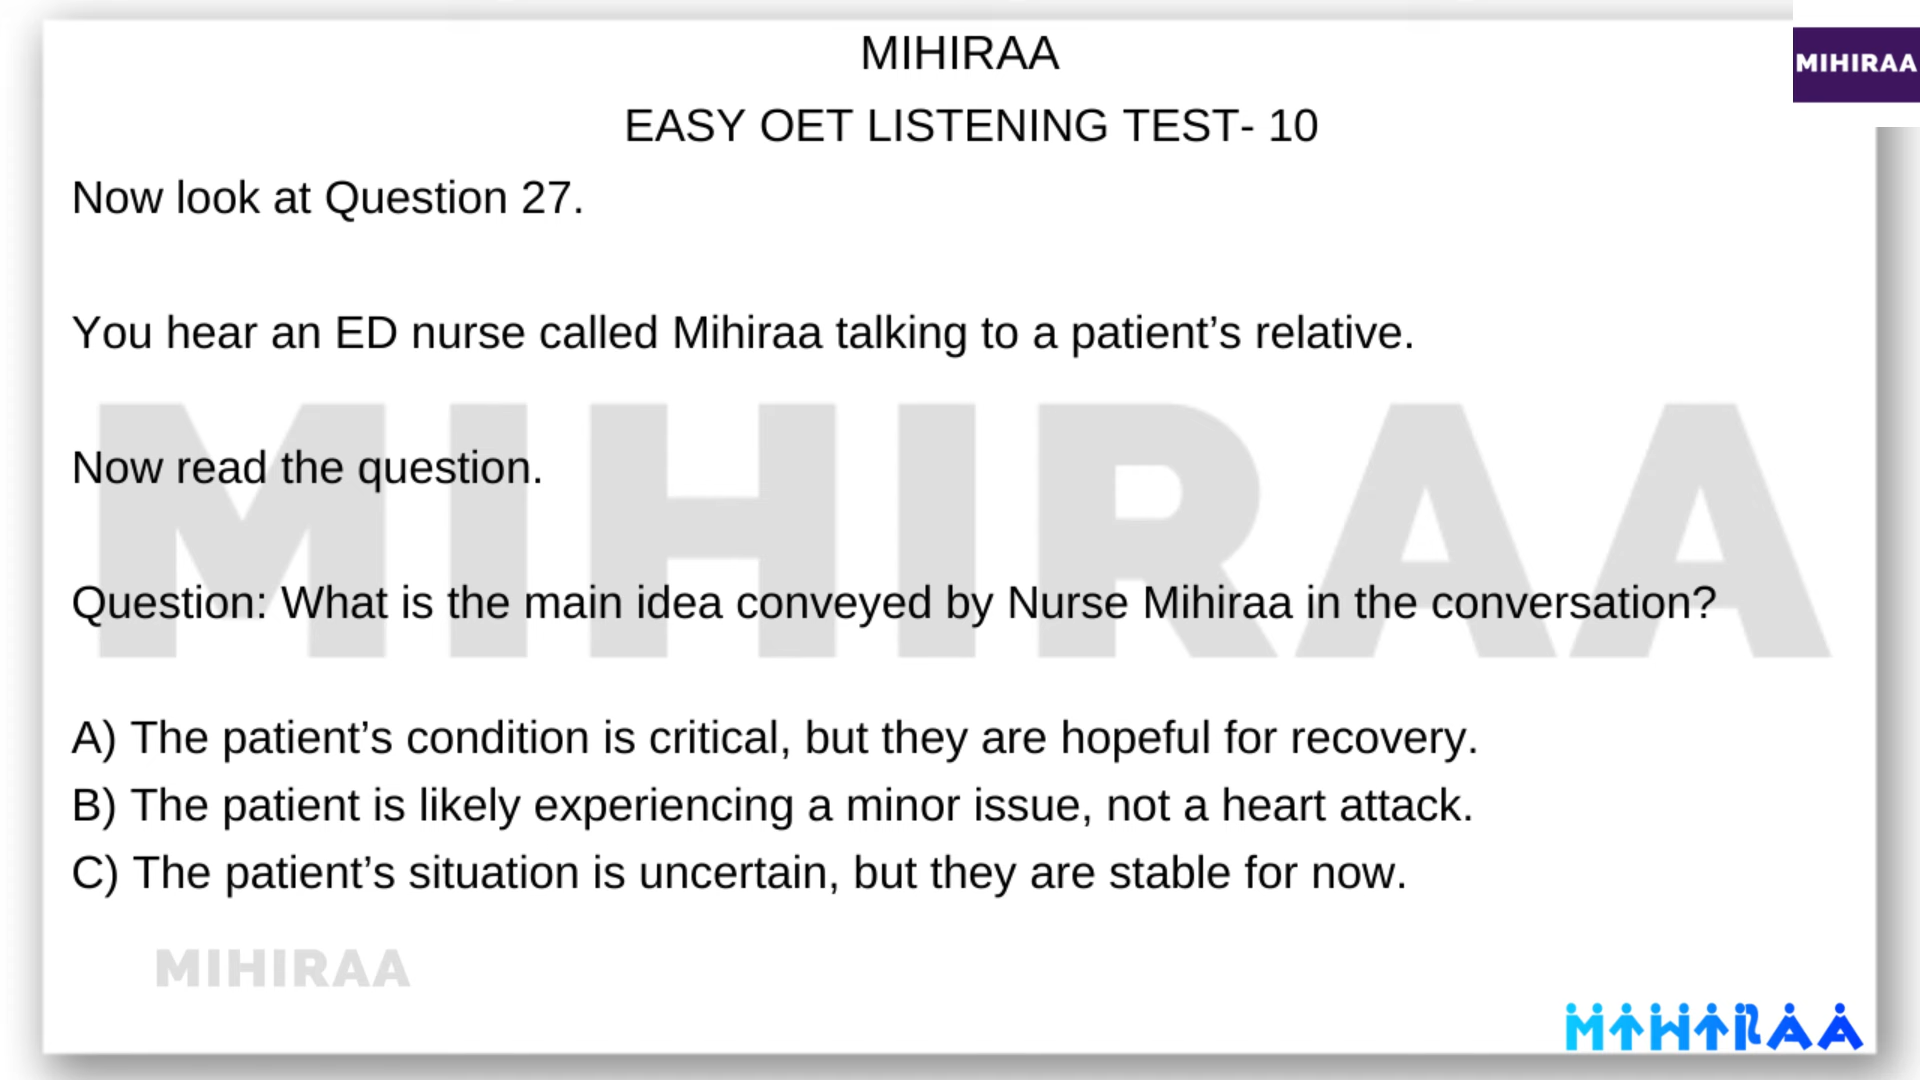 MIHIRAA
MIHIRAA
EASY OET LISTENING TEST- 10
Now look at Question 27.
You hear an ED nurse called Mihiraa talking to a patient’s relative.
MIHIRAA
Now read the question.
Question: What is the main idea conveyed by Nurse Mihiraa in the conversation?
A) The patient’s condition is critical, but they are hopeful for recovery.
B) The patient is likely experiencing a minor issue, not a heart attack.
C) The patient’s situation is uncertain, but they are stable for now.
MIHIRAA
MIHIRAA